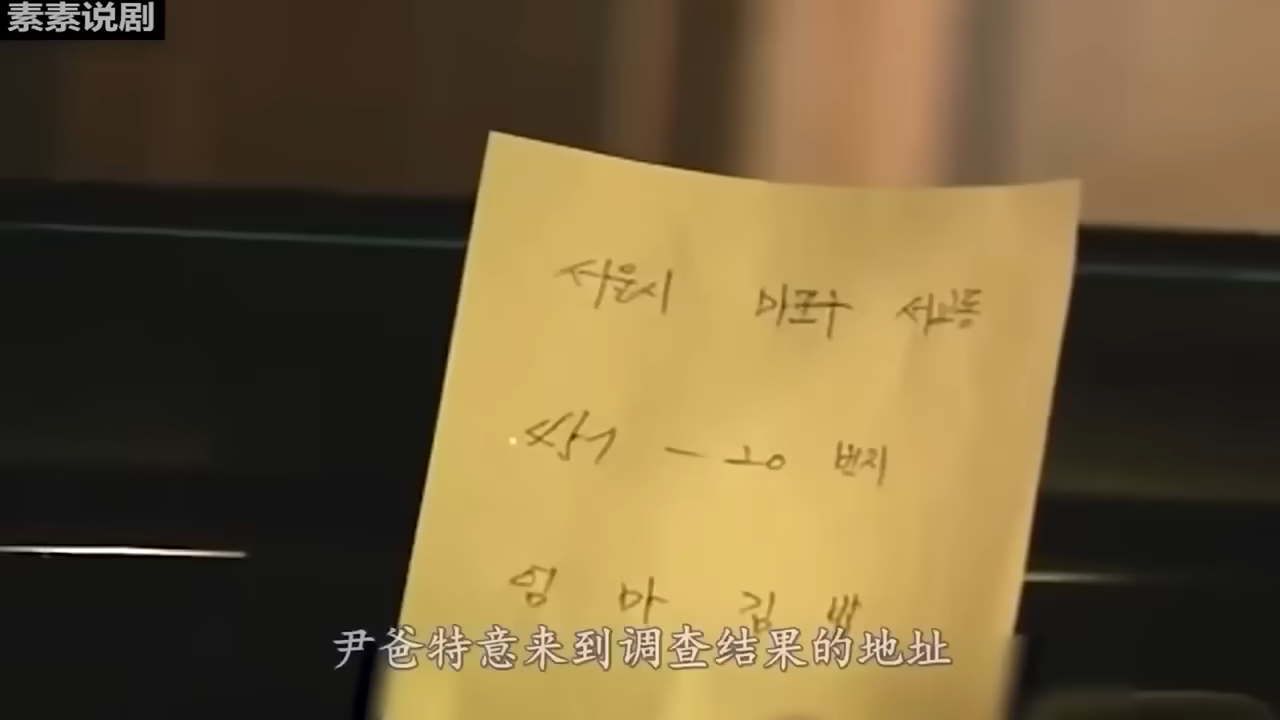 素素说剧
서울시 마포구 서교동
번지
엄마김밥
尹爸特意来到调查结果的地址